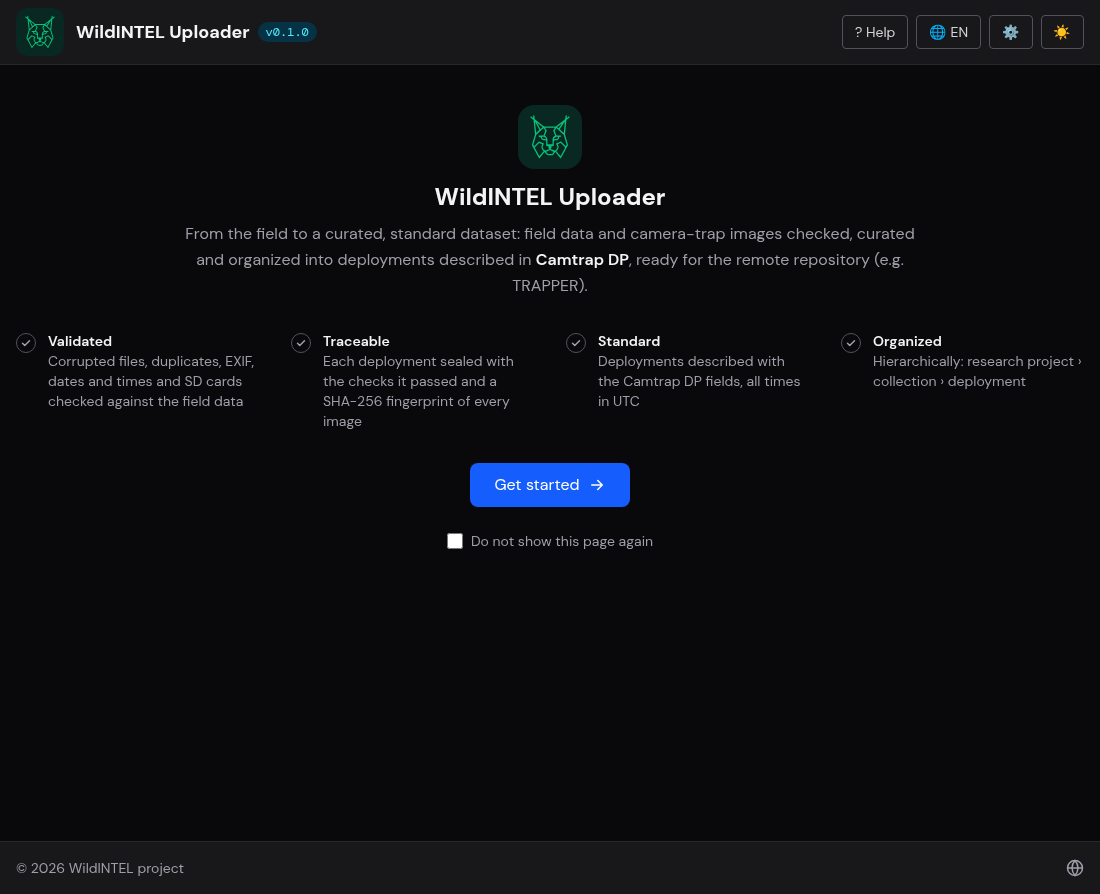 WildINTEL Uploader v0.1.0
? Help
EN
WildINTEL Uploader
From the field to a curated, standard dataset: field data and camera-trap images checked, curated
and organized into deployments described in Camtrap DP, ready for the remote repository (e.g.
TRAPPER).
Validated
Corrupted files, duplicates, EXIF,
dates and times and SD cards
checked against the field data
Traceable
Each deployment sealed with
the checks it passed and a
SHA-256 fingerprint of every
image
Standard
Deployments described with
the Camtrap DP fields, all times
in UTC
Organized
Hierarchically: research project ›
collection › deployment
Get started →
Do not show this page again
© 2026 WildINTEL project